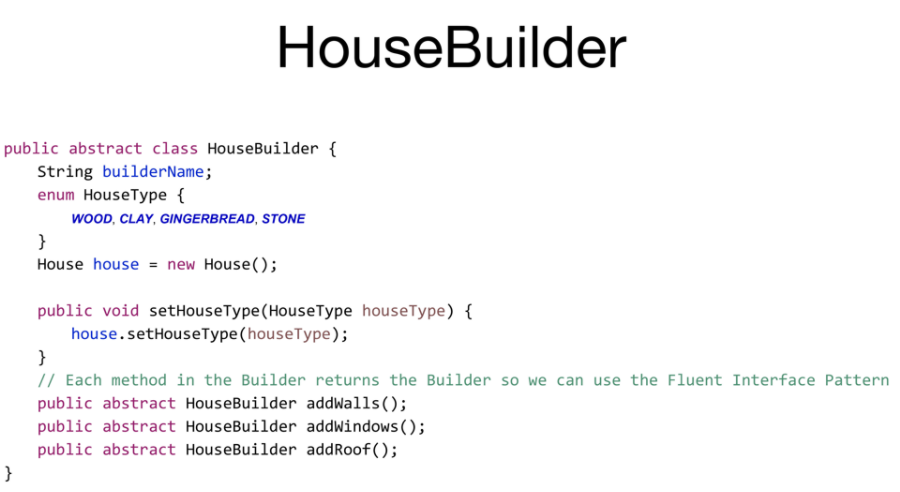 HouseBuilder
public abstract class HouseBuilder {
String builderName;
enum HouseType {
WOOD, CLAY, GINGERBREAD, STONE
}
House house = new House();
public void setHouseType(HouseType houseType) {
house.setHouseType(houseType);
}
// Each method in the Builder returns the Builder so we can use the Fluent Interface Pattern
public abstract HouseBuilder addWalls();
public abstract HouseBuilder addWindows();
public abstract HouseBuilder addRoof();
}